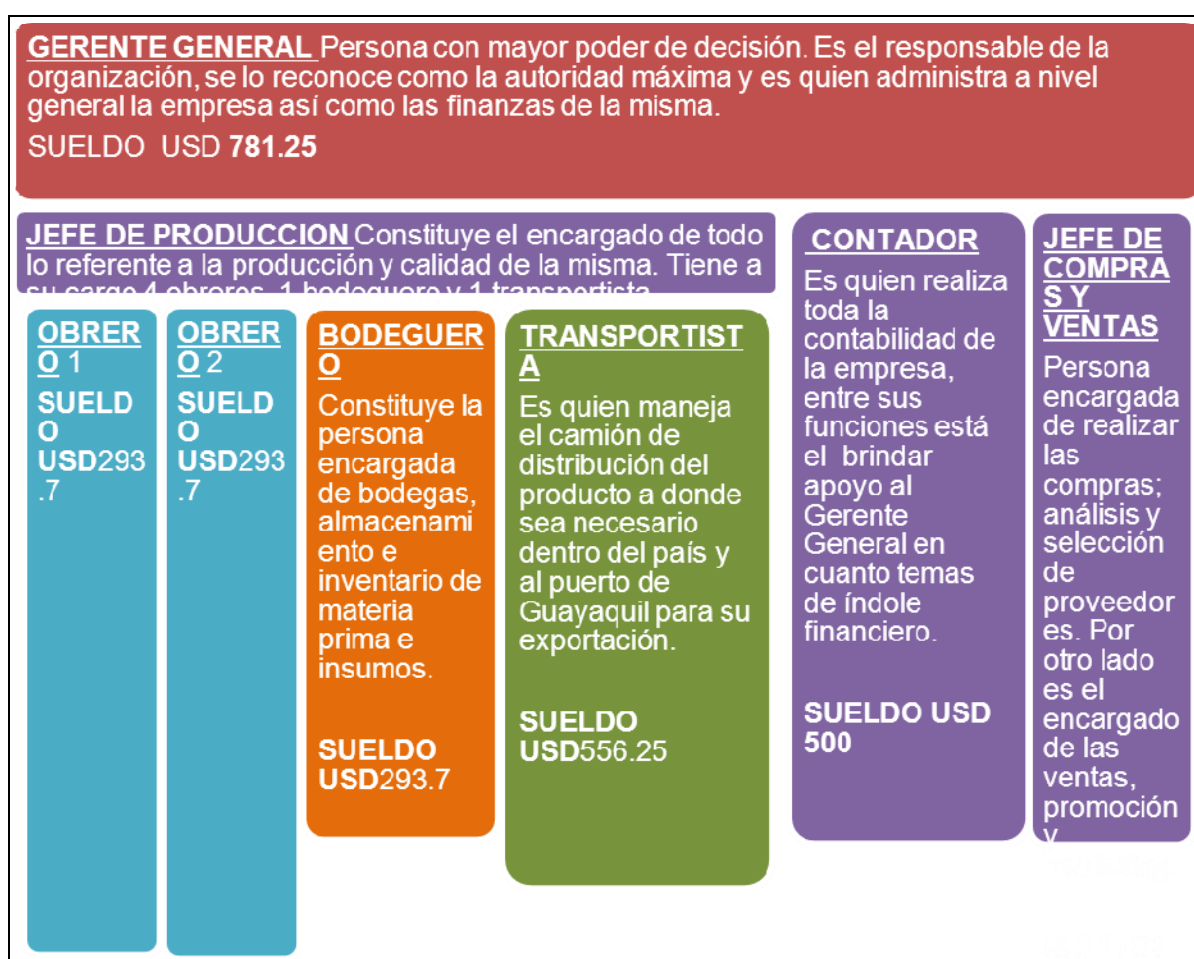 GERENTE GENERAL Persona con mayor poder de decisión. Es el responsable de la
organización, se lo reconoce como la autoridad máxima y es quien administra a nivel
general la empresa así como las finanzas de la misma.
SUELDO USD 781.25
JEFE DE PRODUCCION Constituye el encargado de todo
lo referente a la producción y calidad de la misma. Tiene a
su cargo 4 obreros, 1 bodeguero y 1 transportista
OBRER
O 1
SUELD
O
USD293
.7
OBRER
O 2
SUELD
O
USD293
.7
BODEGUER
O
Constituye la
persona
encargada
de bodegas,
almacenami
ento e
inventario de
materia
prima e
insumos.
SUELDO
USD293.7
TRANSPORTIST
A
Es quien maneja
el camión de
distribución del
producto a donde
sea necesario
dentro del país y
al puerto de
Guayaquil para su
exportación.
SUELDO
USD556.25
CONTADOR
Es quien realiza
toda la
contabilidad de
la empresa,
entre sus
funciones está
el brindar
apoyo al
Gerente
General en
cuanto temas
de índole
financiero.
SUELDO USD
500
JEFE DE
COMPRA
S Y
VENTAS
Persona
encargada
de realizar
las
compras;
análisis y
selección
de
proveedor
es. Por
otro lado
es el
encargado
de las
ventas,
promoción
y